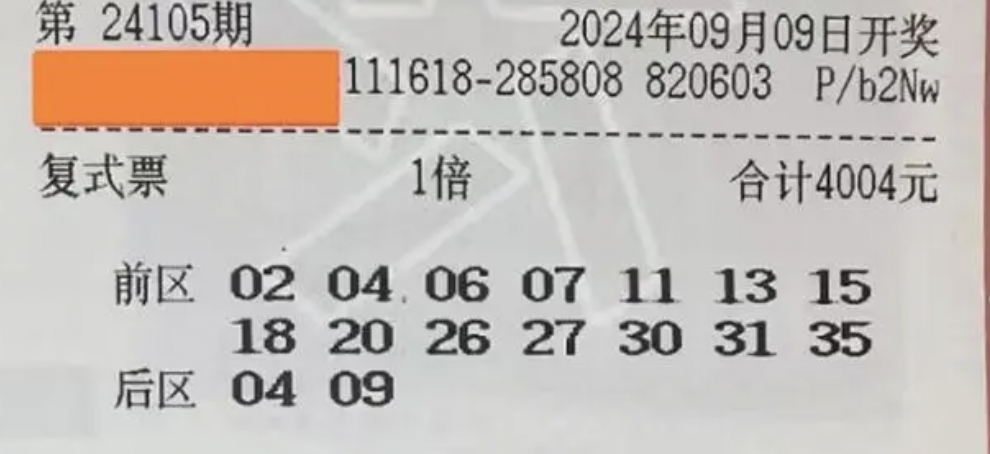 第 24105期 2024年09月09日开奖
111618-285808 820603 P/b2Nw
复式票 1倍 合计4004元
前区 02 04 06 07 11 13 15
18 20 26 27 30 31 35
后区 04 09